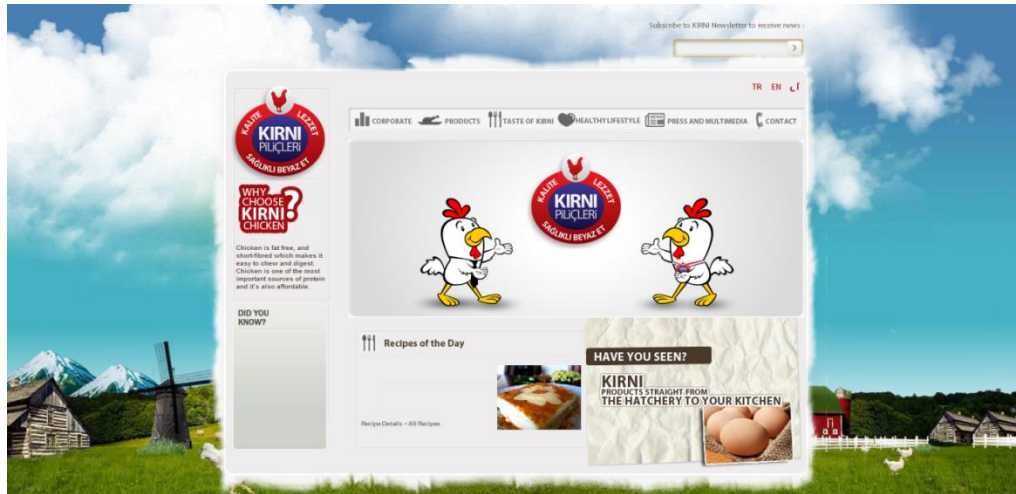 Subscribe to KIRNI Newsletter to receive news
TR EN
KALİTE LEZZET
KIRNI
PİLİÇLERİ
SAĞLIKLI BEYAZ ET
CORPORATE PRODUCTS TASTE OF KIRNI HEALTHY LIFESTYLE PRESS AND MULTIMEDIA CONTACT
KALİTE LEZZET
KIRNI
PİLİÇLERİ
SAĞLIKLI BEYAZ ET
WHY
CHOOSE
KIRNI
CHICKEN?
Chicken is fat free, and
short-fibred which makes it
easy to chew and digest.
Chicken is one of the most
important sources of protein
and it's also affordable.
DID YOU
KNOW?
Recipes of the Day
Recipe Details - All Recipes
HAVE YOU SEEN?
KIRNI
PRODUCTS STRAIGHT FROM
THE HATCHERY TO YOUR KITCHEN